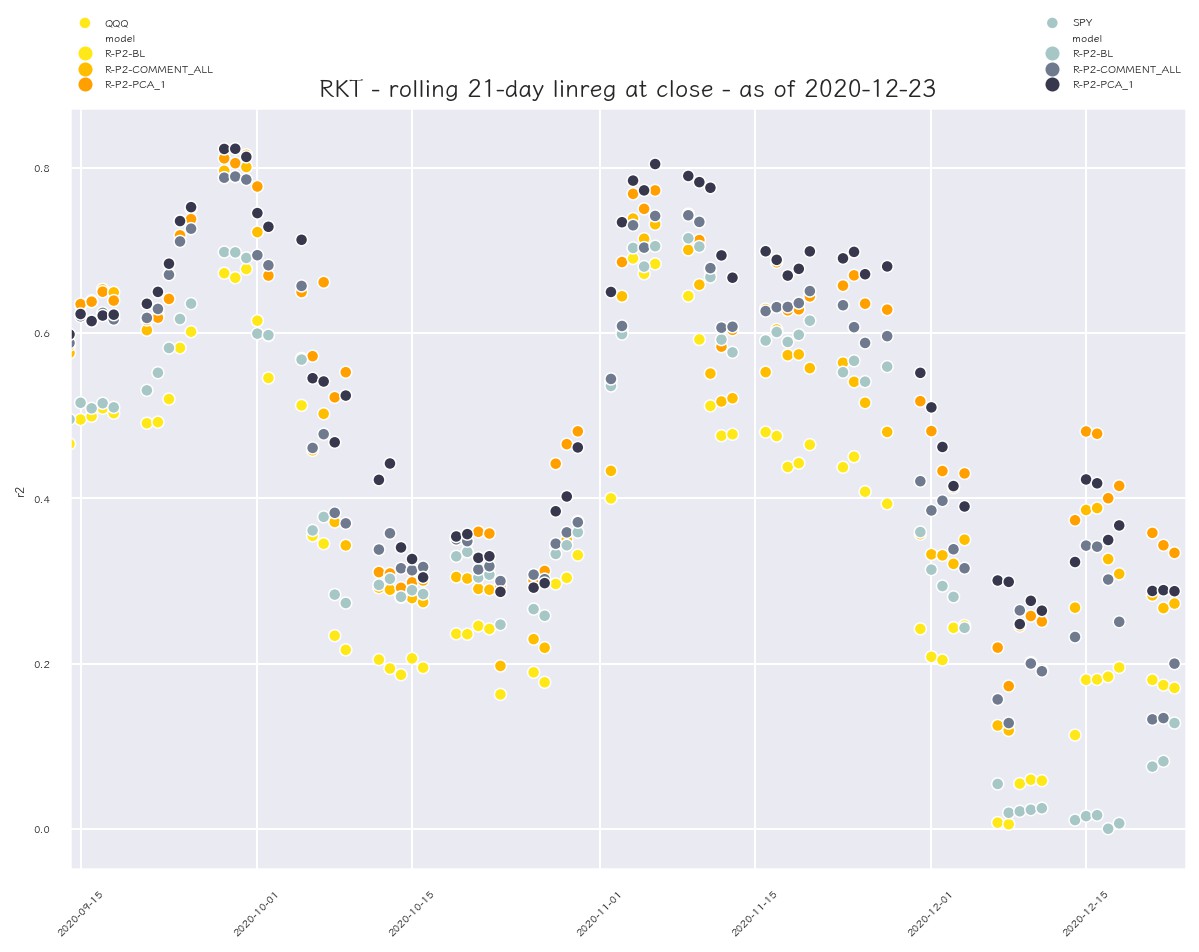 QQQ
model
R-P2-BL
R-P2-COMMENT_ALL
R-P2-PCA_1
SPY
model
R-P2-BL
R-P2-COMMENT_ALL
R-P2-PCA_1
RKT - rolling 21-day linreg at close - as of 2020-12-23
0.8
0.6
r2
0.4
0.2
0.0
2020-09-15
2020-10-01
2020-10-15
2020-11-01
2020-11-15
2020-12-01
2020-12-15